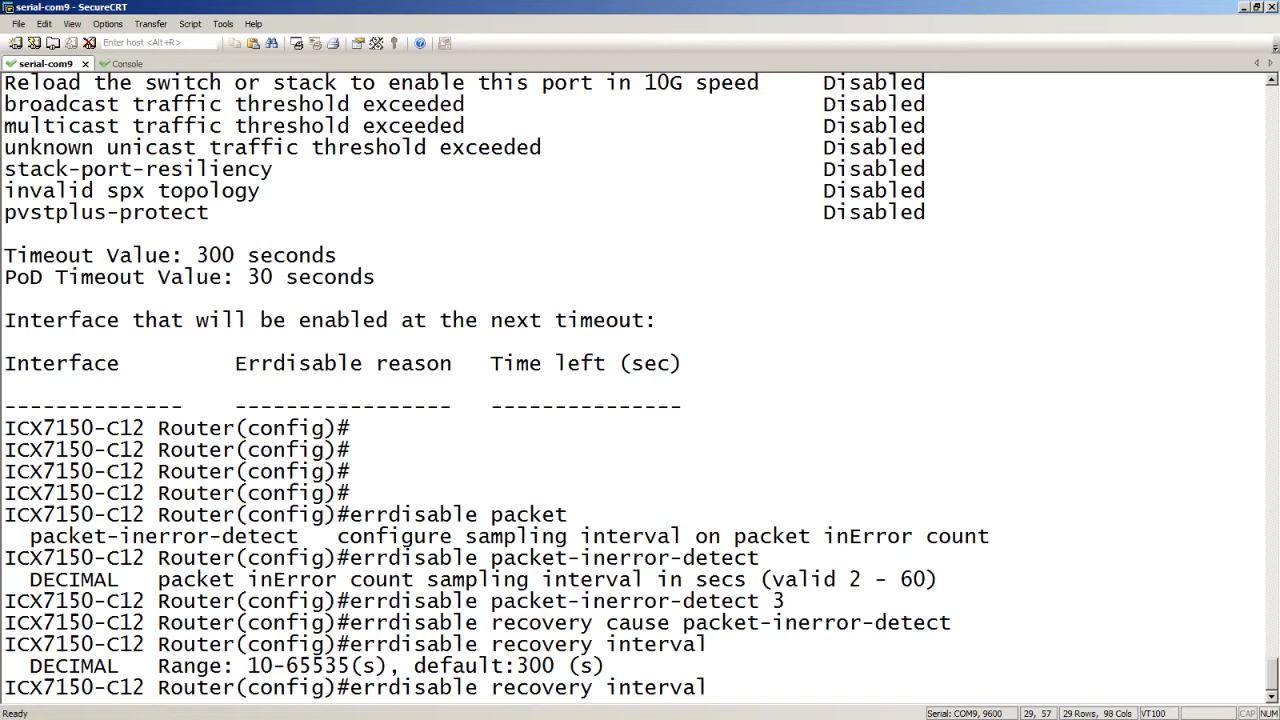 serial-com9 - SecureCRT
File Edit View Options Transfer Script Tools Help
Enter host <Alt+R>
serial-com9 x Console
Reload the switch or stack to enable this port in 10G speed Disabled
broadcast traffic threshold exceeded Disabled
multicast traffic threshold exceeded Disabled
unknown unicast traffic threshold exceeded Disabled
stack-port-resiliency Disabled
invalid spx topology Disabled
pvstplus-protect Disabled
Timeout Value: 300 seconds
PoD Timeout Value: 30 seconds
Interface that will be enabled at the next timeout:
Interface Errdisable reason Time left (sec)
-------------- ----------------- ---------------
ICX7150-C12 Router(config)#
ICX7150-C12 Router(config)#
ICX7150-C12 Router(config)#
ICX7150-C12 Router(config)#
ICX7150-C12 Router(config)#errdisable packet
packet-inerror-detect configure sampling interval on packet inError count
ICX7150-C12 Router(config)#errdisable packet-inerror-detect
DECIMAL packet inError count sampling interval in secs (valid 2 - 60)
ICX7150-C12 Router(config)#errdisable packet-inerror-detect 3
ICX7150-C12 Router(config)#errdisable recovery cause packet-inerror-detect
ICX7150-C12 Router(config)#errdisable recovery interval
DECIMAL Range: 10-65535(s), default:300 (s)
ICX7150-C12 Router(config)#errdisable recovery interval
Ready Serial: COM9, 9600 29, 57 29 Rows, 98 Cols VT100 CAP NUM